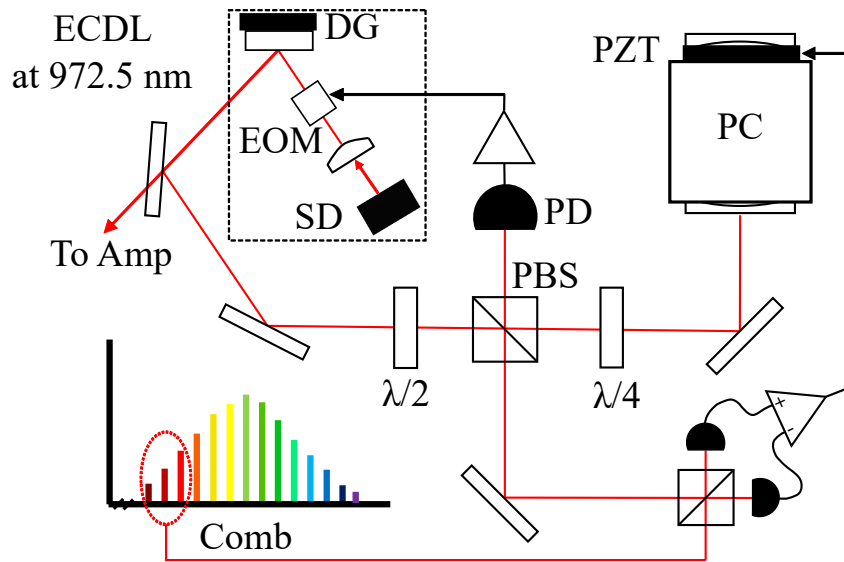 ECDL
at 972.5 nm
DG
EOM
SD
To Amp
PZT
PC
PD
PBS
λ/2
λ/4
+
-
Comb